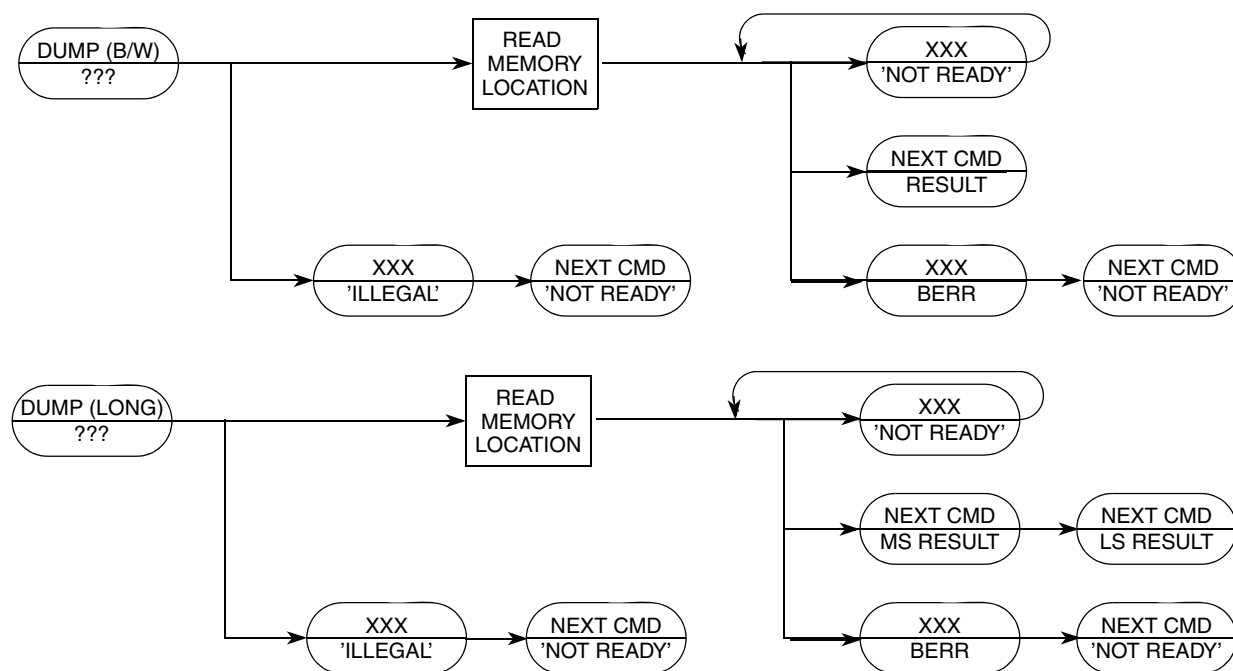 DUMP (B/W)
???
READ
MEMORY
LOCATION
XXX
'NOT READY'
NEXT CMD
RESULT
XXX
'ILLEGAL'
NEXT CMD
'NOT READY'
XXX
BERR
NEXT CMD
'NOT READY'
DUMP (LONG)
???
READ
MEMORY
LOCATION
XXX
'NOT READY'
NEXT CMD
MS RESULT
NEXT CMD
LS RESULT
XXX
'ILLEGAL'
NEXT CMD
'NOT READY'
XXX
BERR
NEXT CMD
'NOT READY'